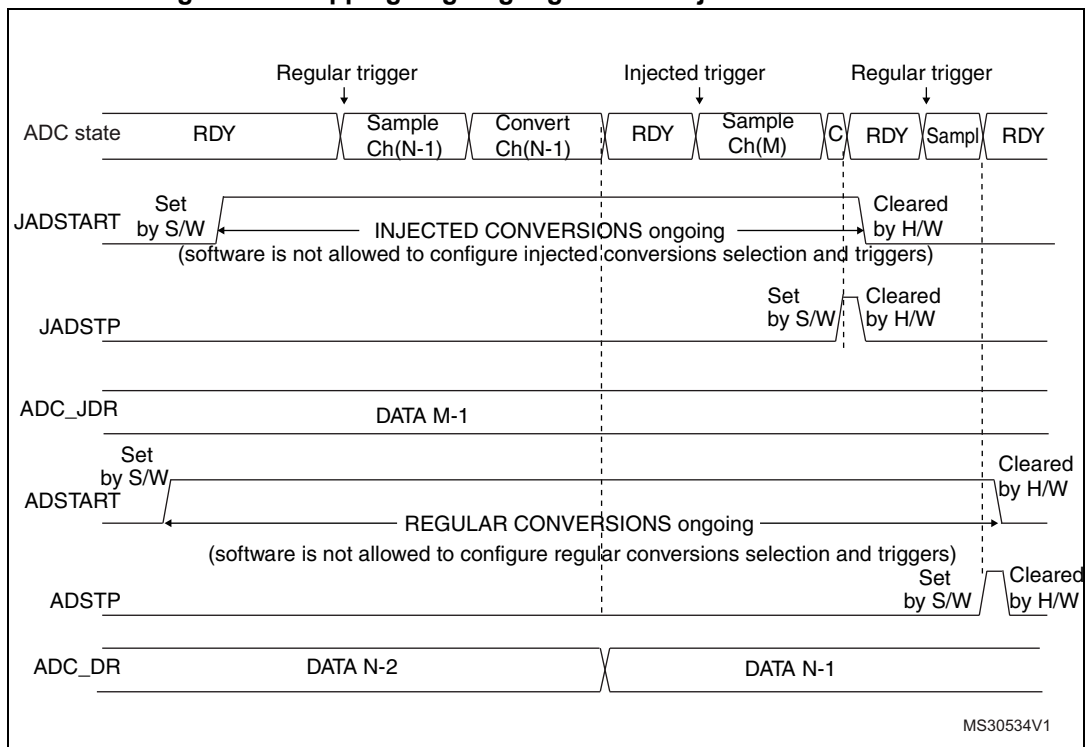 Regular trigger Injected trigger Regular trigger
ADC state RDY Sample Ch(N-1) Convert Ch(N-1) RDY Sample Ch(M) C RDY Sampl RDY
JADSTART Set by S/W INJECTED CONVERSIONS ongoing Cleared by H/W
(software is not allowed to configure injected conversions selection and triggers)
JADSTP Set by S/W Cleared by H/W
ADC_JDR DATA M-1
ADSTART Set by S/W REGULAR CONVERSIONS ongoing Cleared by H/W
(software is not allowed to configure regular conversions selection and triggers)
ADSTP Set by S/W Cleared by H/W
ADC_DR DATA N-2 DATA N-1
MS30534V1